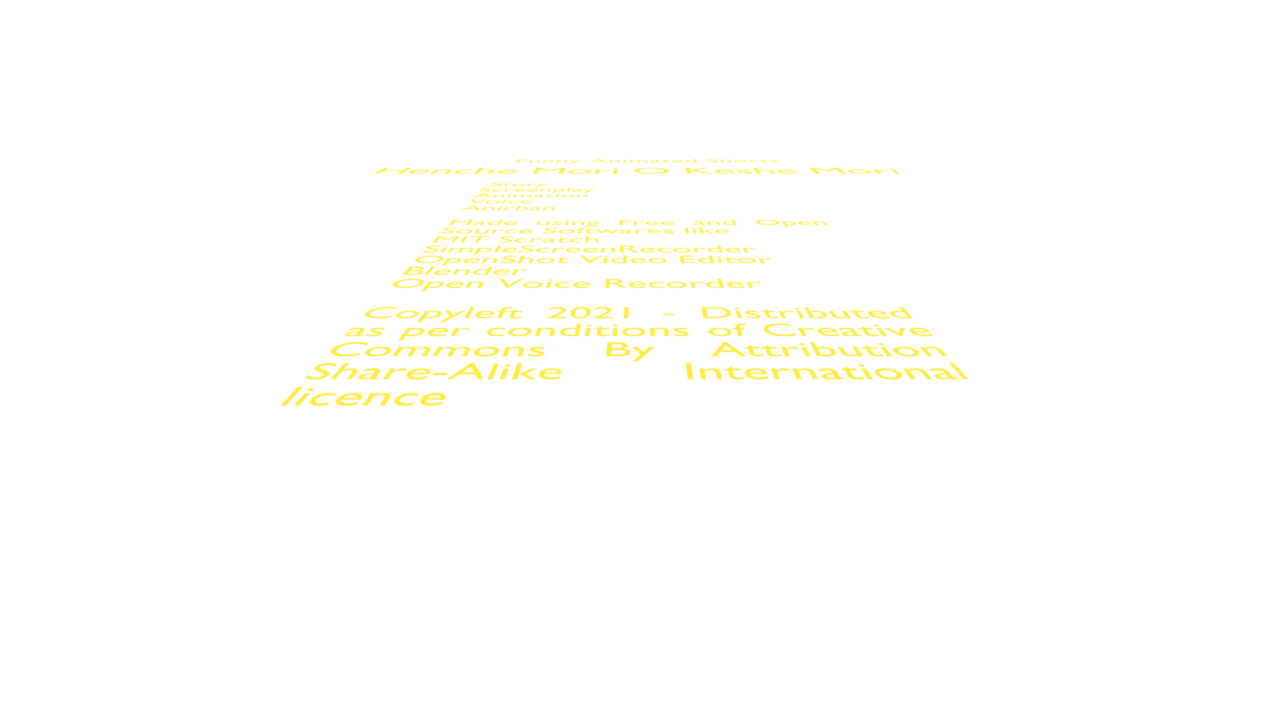 Funny Animated Shorts
Henche Mori O Keshe Mori
Story
Screenplay
Animation
Voice
Anirban
Made using Free and Open
Source Softwares like
MIT Scratch
SimpleScreenRecorder
OpenShot Video Editor
Blender
Open Voice Recorder
Copyleft 2021 - Distributed
as per conditions of Creative
Commons By Attribution
Share-Alike International
licence